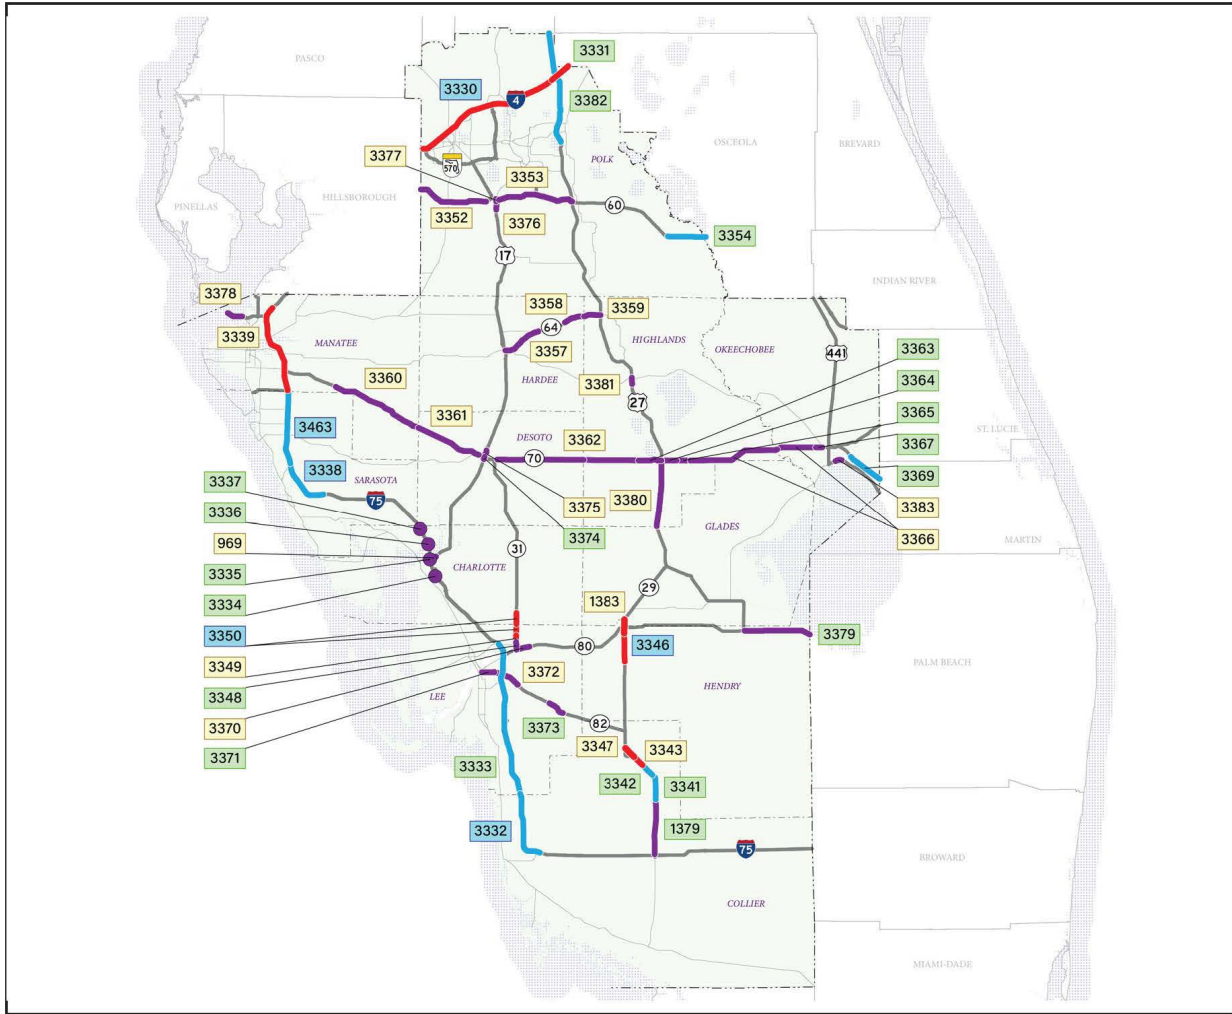 3331
PASCO
3330
4
3382
OSCEOLA
BREVARD
3377
570
POLK
3353
HILLSBOROUGH
PINELLAS
3352
3376
60
3354
17
INDIAN RIVER
3378
3358
3359
64
3339
MANATEE
HIGHLANDS
OKEECHOBEE
441
3363
3357
HARDEE
3364
3360
3381
27
3365
3361
3463
DESOTO
3362
ST. LUCIE
3367
70
3338
SARASOTA
3369
3337
75
3375
3380
3383
3336
GLADES
3374
3366
MARTIN
969
31
3335
CHARLOTTE
29
3334
1383
3350
80
3346
3379
3349
PALM BEACH
3372
3348
LEE
HENDRY
3370
3373
82
3371
3347
3343
3333
3342
3341
3332
1379
75
BROWARD
COLLIER
MIAMI-DADE